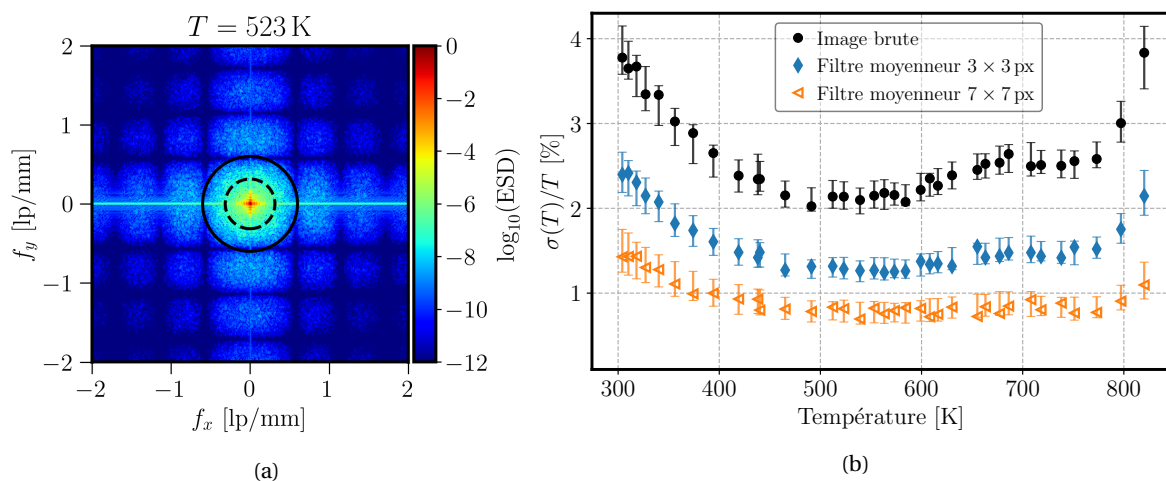 T = 523 K
2
1
0
−1
−2
f_y [lp/mm]
−2
−1
0
1
2
f_x [lp/mm]
0
−2
−4
−6
−8
−10
−12
log₁₀(ESD)
(a)
4
3
2
1
σ(T)/T [%]
Image brute
Filtre moyenneur 3 × 3 px
Filtre moyenneur 7 × 7 px
300
400
500
600
700
800
Température [K]
(b)